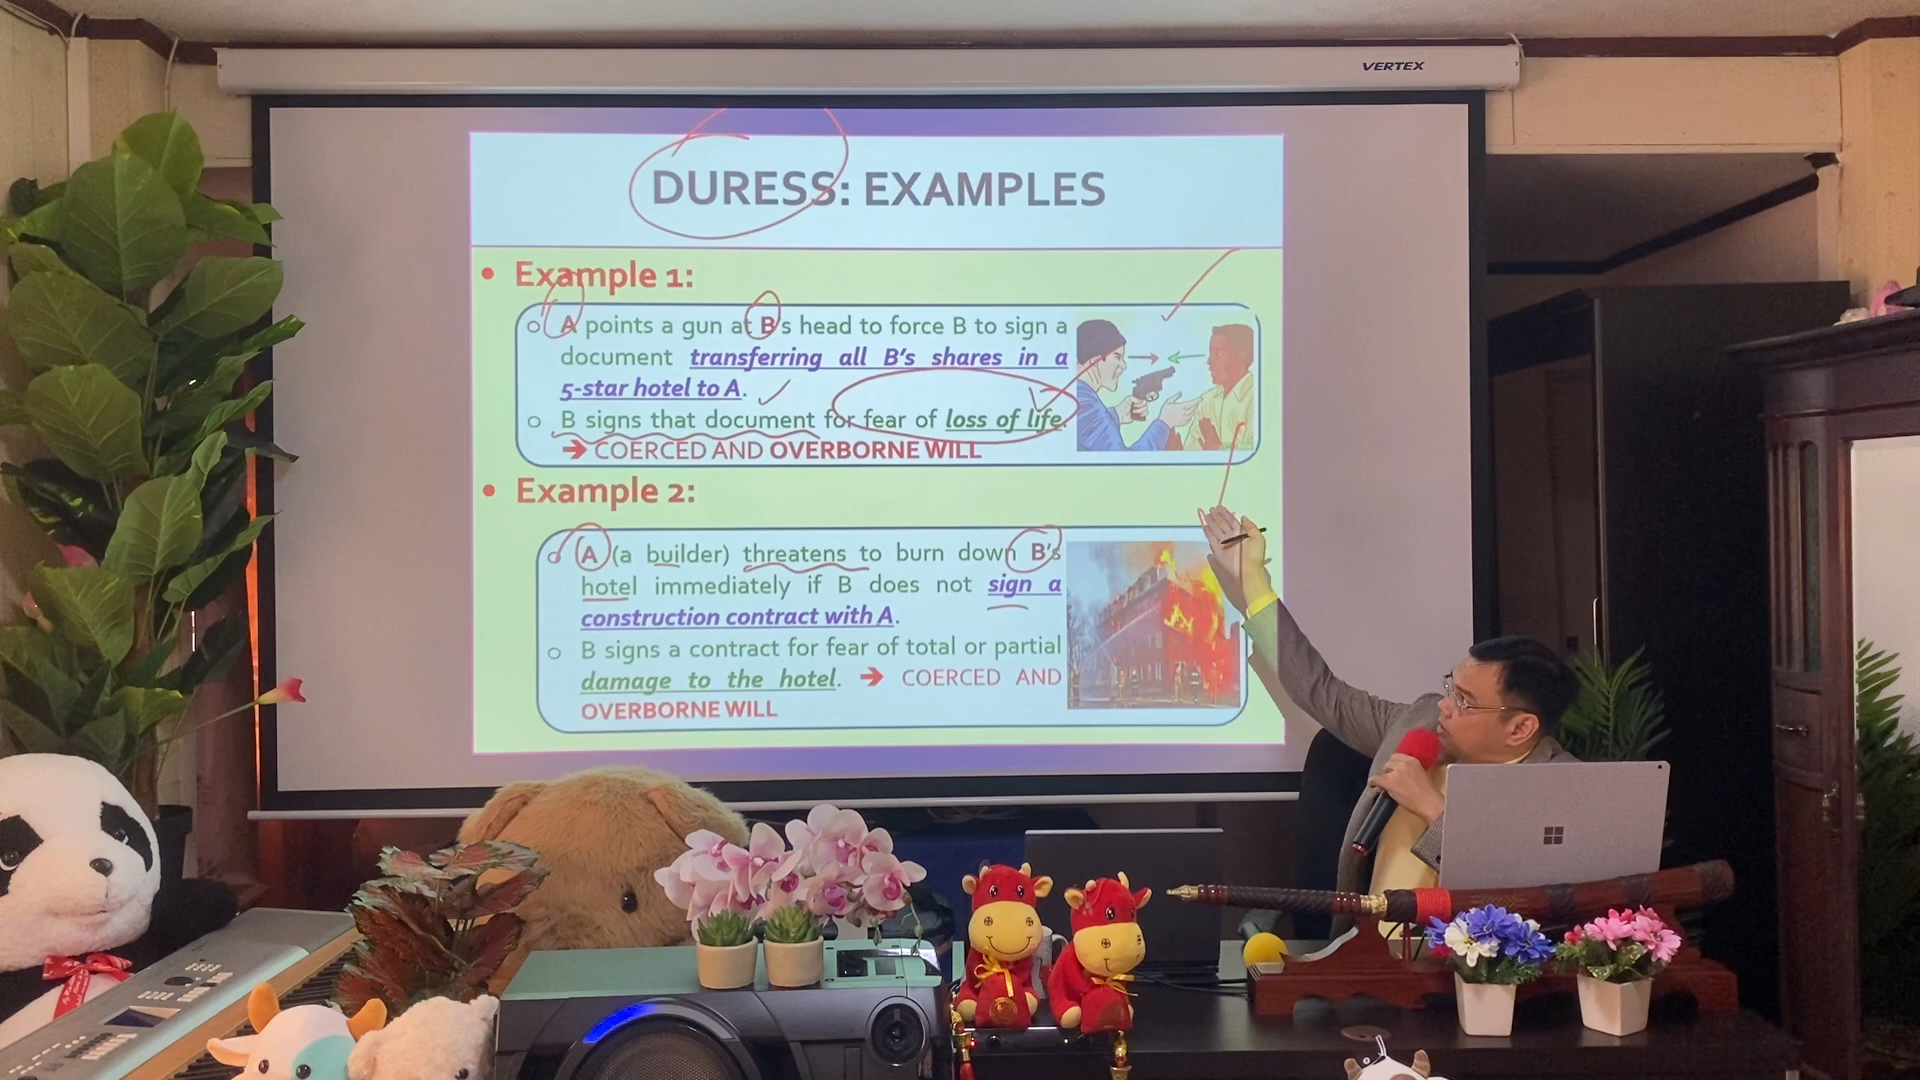 VERTEX
DURESS: EXAMPLES
• Example 1:
○ A points a gun at B's head to force B to sign a
document transferring all B's shares in a
5-star hotel to A.
○ B signs that document for fear of loss of life.
➔ COERCED AND OVERBORNE WILL
• Example 2:
○ A (a builder) threatens to burn down B's
hotel immediately if B does not sign a
construction contract with A.
○ B signs a contract for fear of total or partial
damage to the hotel. ➔ COERCED AND
OVERBORNE WILL